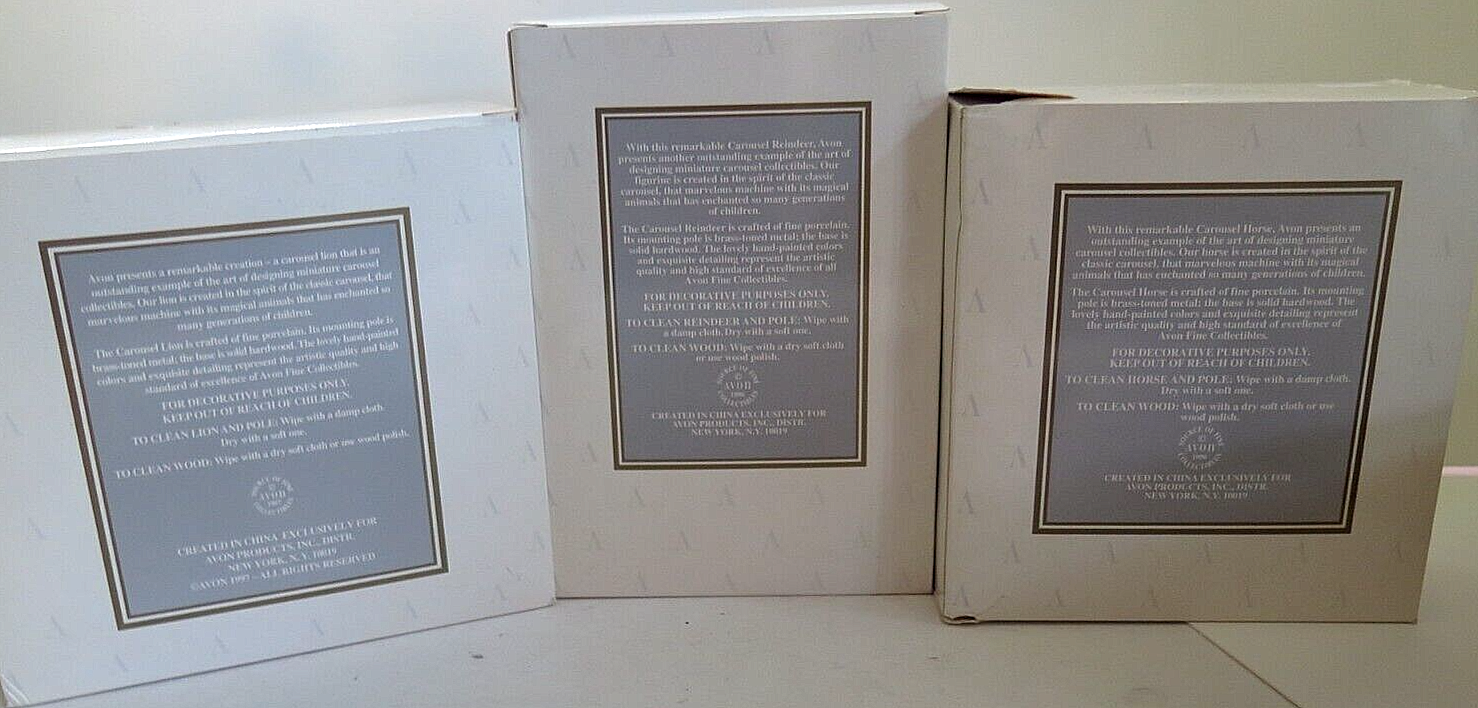 Avon presents a remarkable creation – a carousel lion that is an
outstanding example of the art of designing miniature carousel
collectibles. Our lion is created in the spirit of the classic carousel, that
marvelous machine with its magical animals that has enchanted so
many generations of children.
The Carousel Lion is crafted of fine porcelain. Its mounting pole is
brass-toned metal; the base is solid hardwood. The lovely hand-painted
colors and exquisite detailing represent the artistic quality and high
standard of excellence of Avon Fine Collectibles.
FOR DECORATIVE PURPOSES ONLY.
KEEP OUT OF REACH OF CHILDREN.
TO CLEAN LION AND POLE: Wipe with a damp cloth.
Dry with a soft one.
TO CLEAN WOOD: Wipe with a dry soft cloth or use wood polish.
SOURCE OF FINE
©
AVON
COLLECTIBLES
CREATED IN CHINA EXCLUSIVELY FOR
AVON PRODUCTS, INC., DISTR.
NEW YORK, N.Y. 10019
©AVON 1997 – ALL RIGHTS RESERVED
With this remarkable Carousel Reindeer, Avon
presents another outstanding example of the art of
designing miniature carousel collectibles. Our
figurine is created in the spirit of the classic
carousel, that marvelous machine with its magical
animals that has enchanted so many generations
of children.
The Carousel Reindeer is crafted of fine porcelain.
Its mounting pole is brass-toned metal; the base is
solid hardwood. The lovely hand-painted colors
and exquisite detailing represent the artistic
quality and high standard of excellence of all
Avon Fine Collectibles.
FOR DECORATIVE PURPOSES ONLY.
KEEP OUT OF REACH OF CHILDREN.
TO CLEAN REINDEER AND POLE: Wipe with
a damp cloth. Dry with a soft one.
TO CLEAN WOOD: Wipe with a dry soft cloth
or use wood polish.
SOURCE OF FINE
©
AVON
1996
COLLECTIBLES
CREATED IN CHINA EXCLUSIVELY FOR
AVON PRODUCTS, INC., DISTR.
NEW YORK, N.Y. 10019
With this remarkable Carousel Horse, Avon presents an
outstanding example of the art of designing miniature
carousel collectibles. Our horse is created in the spirit of the
classic carousel, that marvelous machine with its magical
animals that has enchanted so many generations of children.
The Carousel Horse is crafted of fine porcelain. Its mounting
pole is brass-toned metal; the base is solid hardwood. The
lovely hand-painted colors and exquisite detailing represent
the artistic quality and high standard of excellence of
Avon Fine Collectibles.
FOR DECORATIVE PURPOSES ONLY.
KEEP OUT OF REACH OF CHILDREN.
TO CLEAN HORSE AND POLE: Wipe with a damp cloth.
Dry with a soft one.
TO CLEAN WOOD: Wipe with a dry soft cloth or use
wood polish.
SOURCE OF FINE
©
AVON
1996
COLLECTIBLES
CREATED IN CHINA EXCLUSIVELY FOR
AVON PRODUCTS, INC., DISTR.
NEW YORK, N.Y. 10019